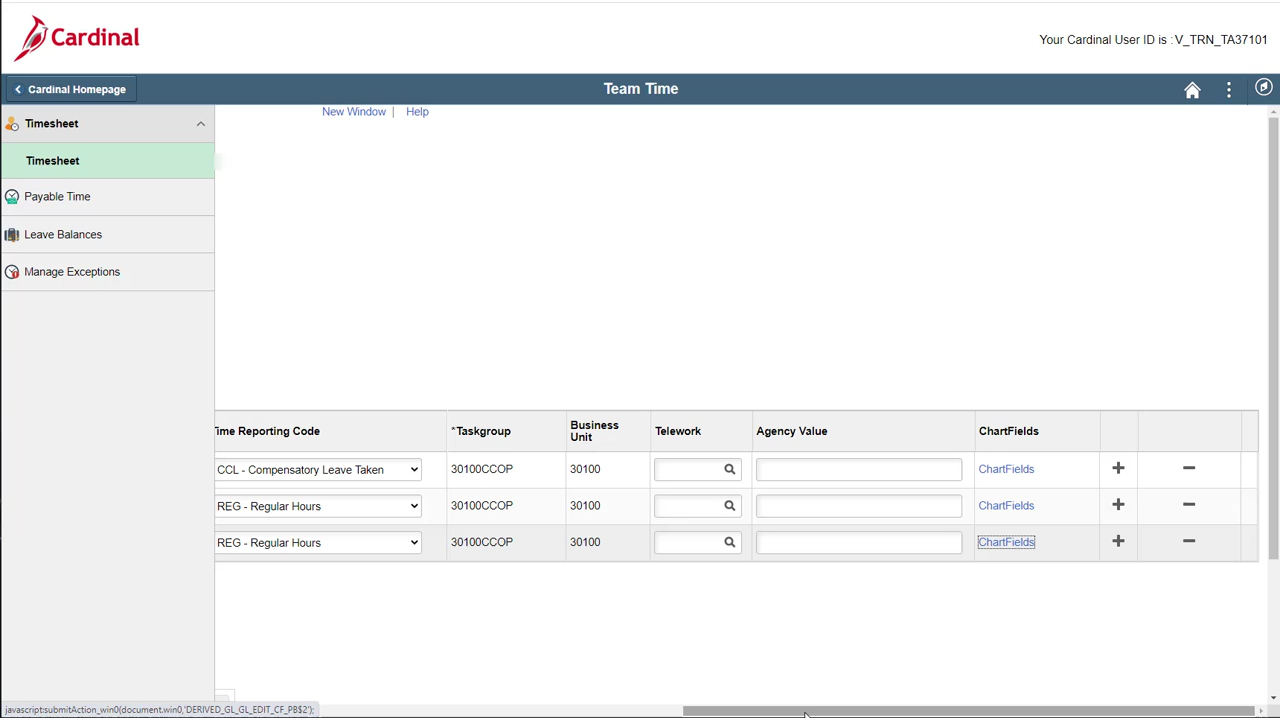 Cardinal
Your Cardinal User ID is : V_TRN_TA37101
Cardinal Homepage
Team Time
New Window | Help
Timesheet
Timesheet
Payable Time
Leave Balances
Manage Exceptions
Time Reporting Code *Taskgroup Business Unit Telework Agency Value ChartFields
CCL - Compensatory Leave Taken 30100CCOP 30100 ChartFields + −
REG - Regular Hours 30100CCOP 30100 ChartFields + −
REG - Regular Hours 30100CCOP 30100 ChartFields + −
javascript:submitAction_win0(document.win0,'DERIVED_GL_GL_EDIT_CF_PB$2');